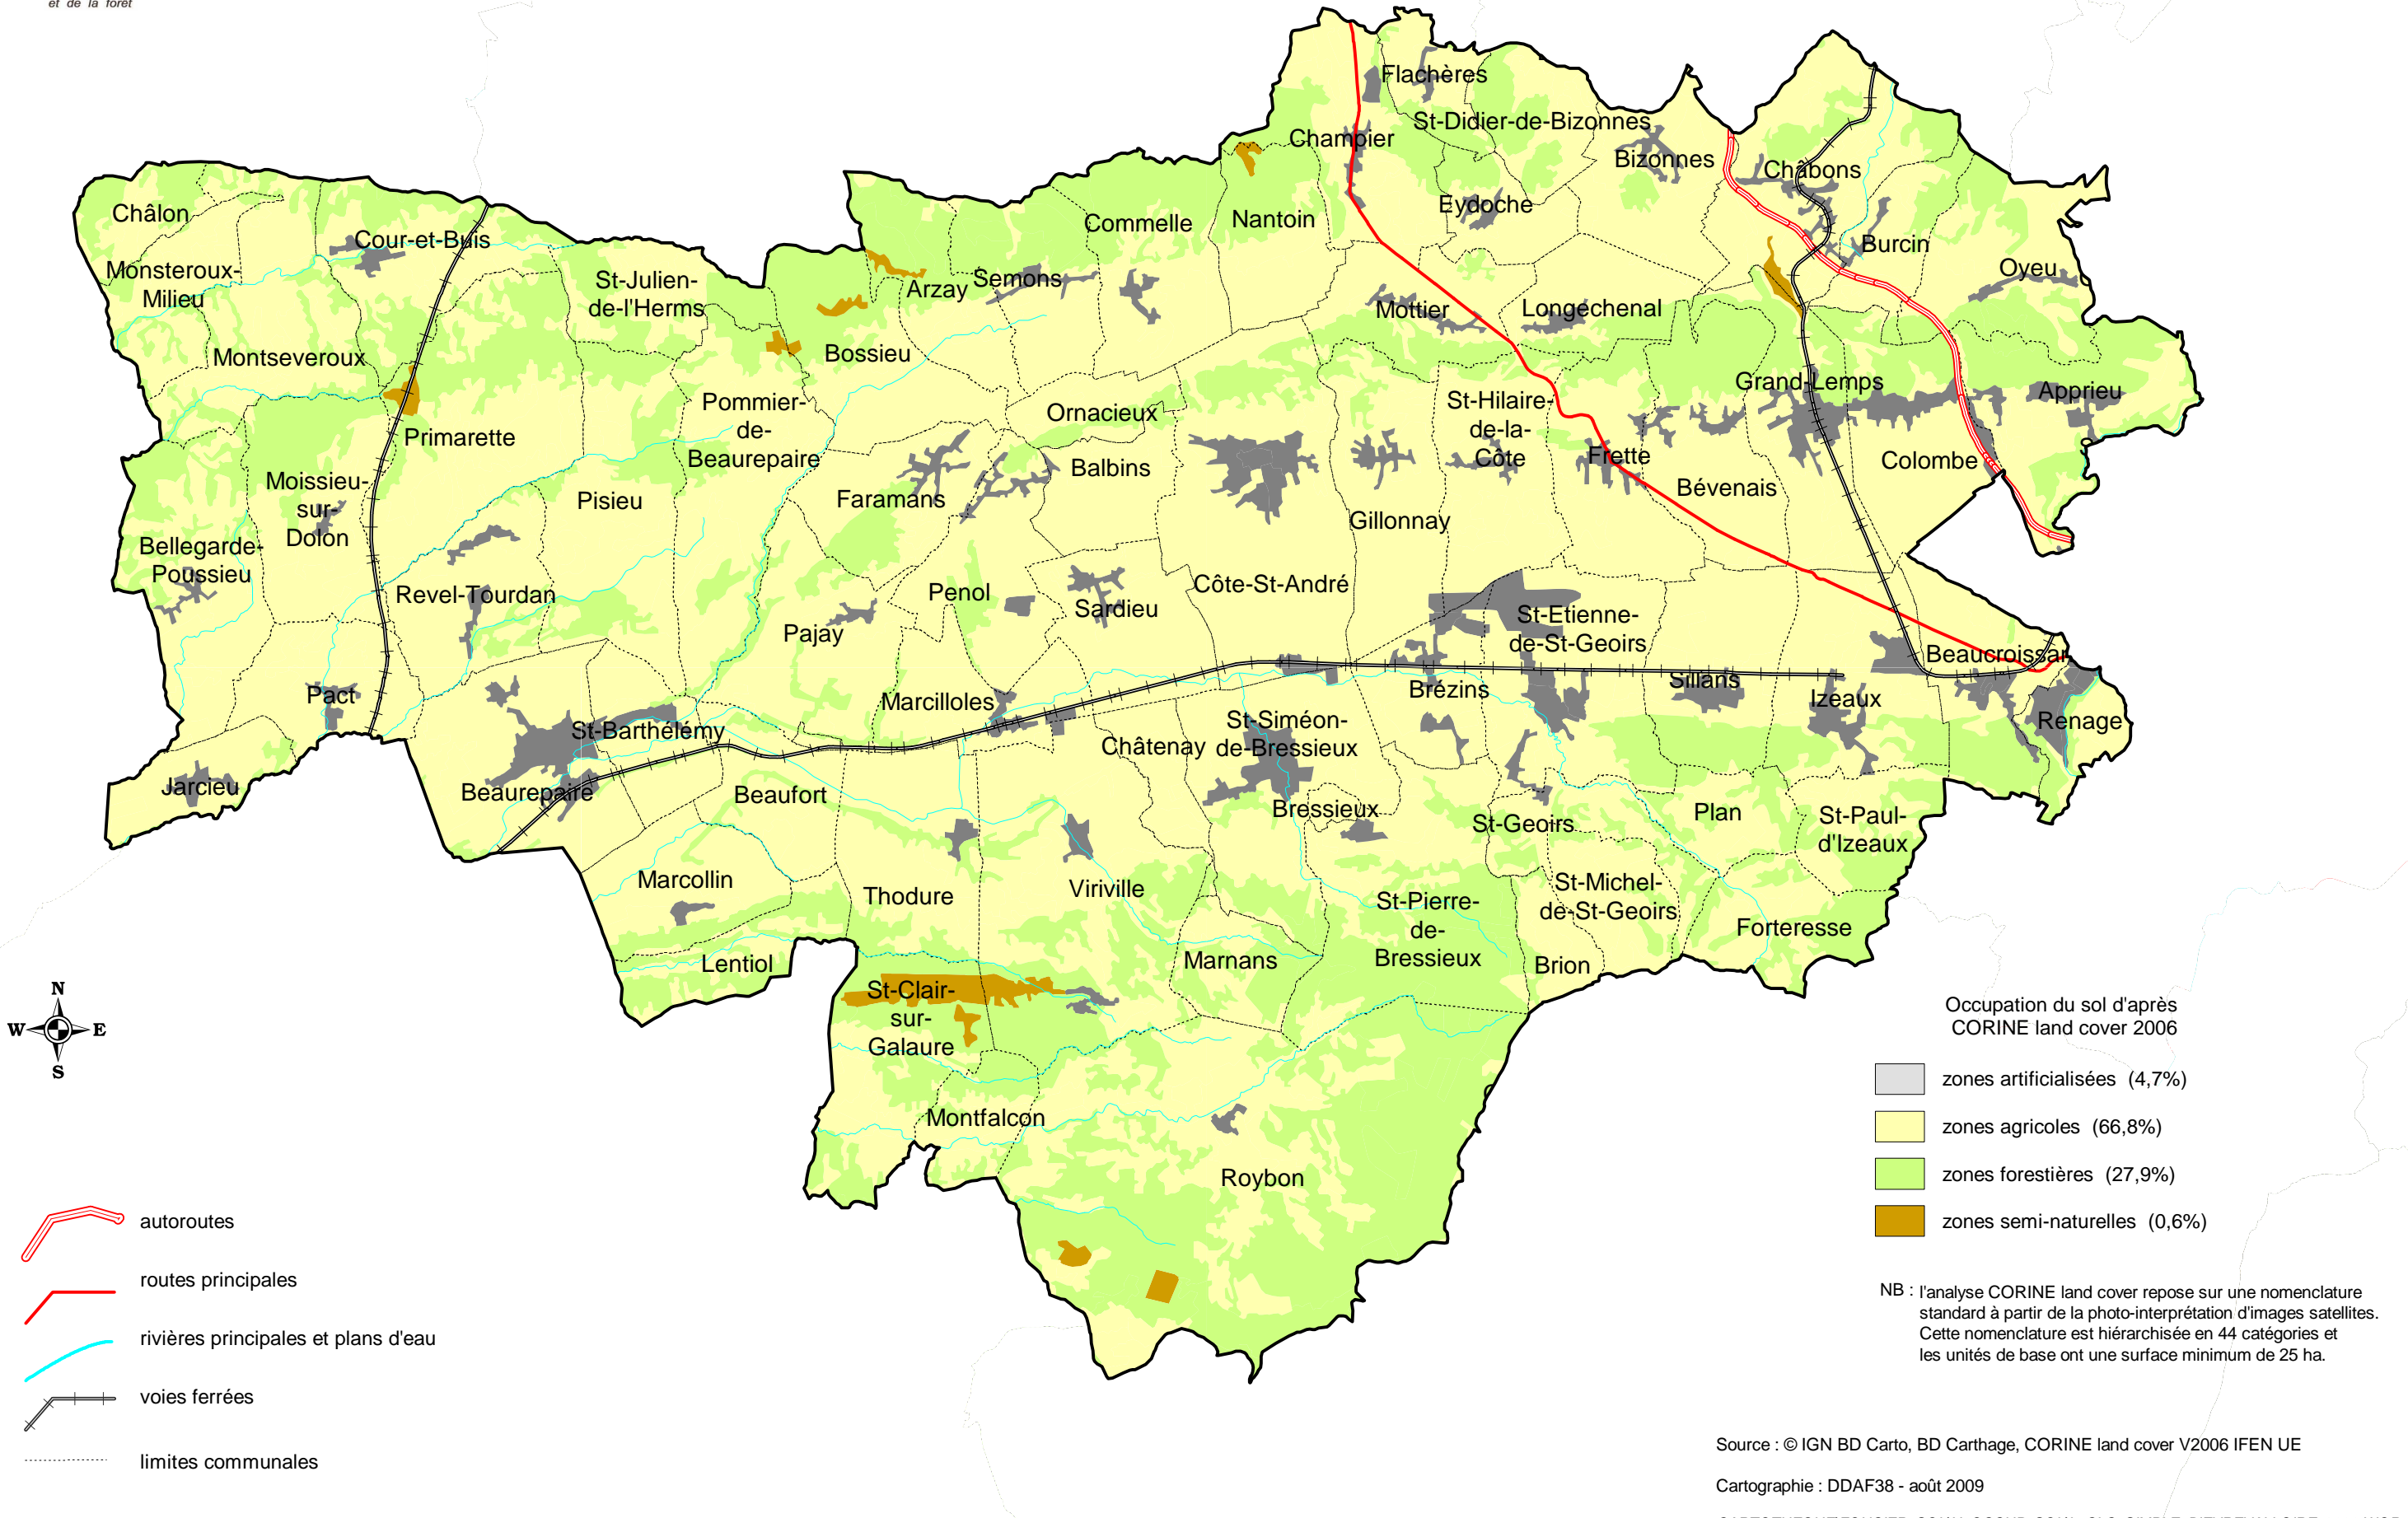 et de la forêt
Flachères
St-Didier-de-Bizonnes
Champier
Bizonnes
Châbons
Châlon
Cour-et-Buis
Commelle
Nantoin
Eydoche
Burcin
Oyeu
Monsteroux-
Milieu
St-Julien-
de-l'Herms
Arzay
Semons
Mottier
Longechenal
Montseveroux
Bossieu
Grand-Lemps
Apprieu
Primarette
Pommier-
de-
Beaurepaire
Ornacieux
St-Hilaire-
de-la-
Côte
Frette
Moissieu-
sur-
Dolon
Pisieu
Faramans
Balbins
Gillonnay
Bévenais
Colombe
Bellegarde-
Poussieu
Revel-Tourdan
Pajay
Penol
Sardieu
Côte-St-André
St-Etienne-
de-St-Geoirs
Beaucroissan
Pact
St-Barthélémy
Marcilloles
Brézins
Sillans
Izeaux
Renage
Jarcieu
Beaurepaire
Beaufort
Châtenay
St-Siméon-
de-Bressieux
Bressieux
St-Geoirs
Plan
St-Paul-
d'Izeaux
Marcollin
Thodure
Viriville
St-Pierre-
de-
Bressieux
St-Michel-
de-St-Geoirs
Forteresse
Lentiol
Marnans
Brion
St-Clair-
sur-
Galaure
Montfalcon
Roybon
N
W
E
S
autoroutes
routes principales
rivières principales et plans d'eau
voies ferrées
limites communales
Occupation du sol d'après
CORINE land cover 2006
zones artificialisées (4,7%)
zones agricoles (66,8%)
zones forestières (27,9%)
zones semi-naturelles (0,6%)
NB : l'analyse CORINE land cover repose sur une nomenclature
standard à partir de la photo-interprétation d'images satellites.
Cette nomenclature est hiérarchisée en 44 catégories et
les unités de base ont une surface minimum de 25 ha.
Source : © IGN BD Carto, BD Carthage, CORINE land cover V2006 IFEN UE
Cartographie : DDAF38 - août 2009